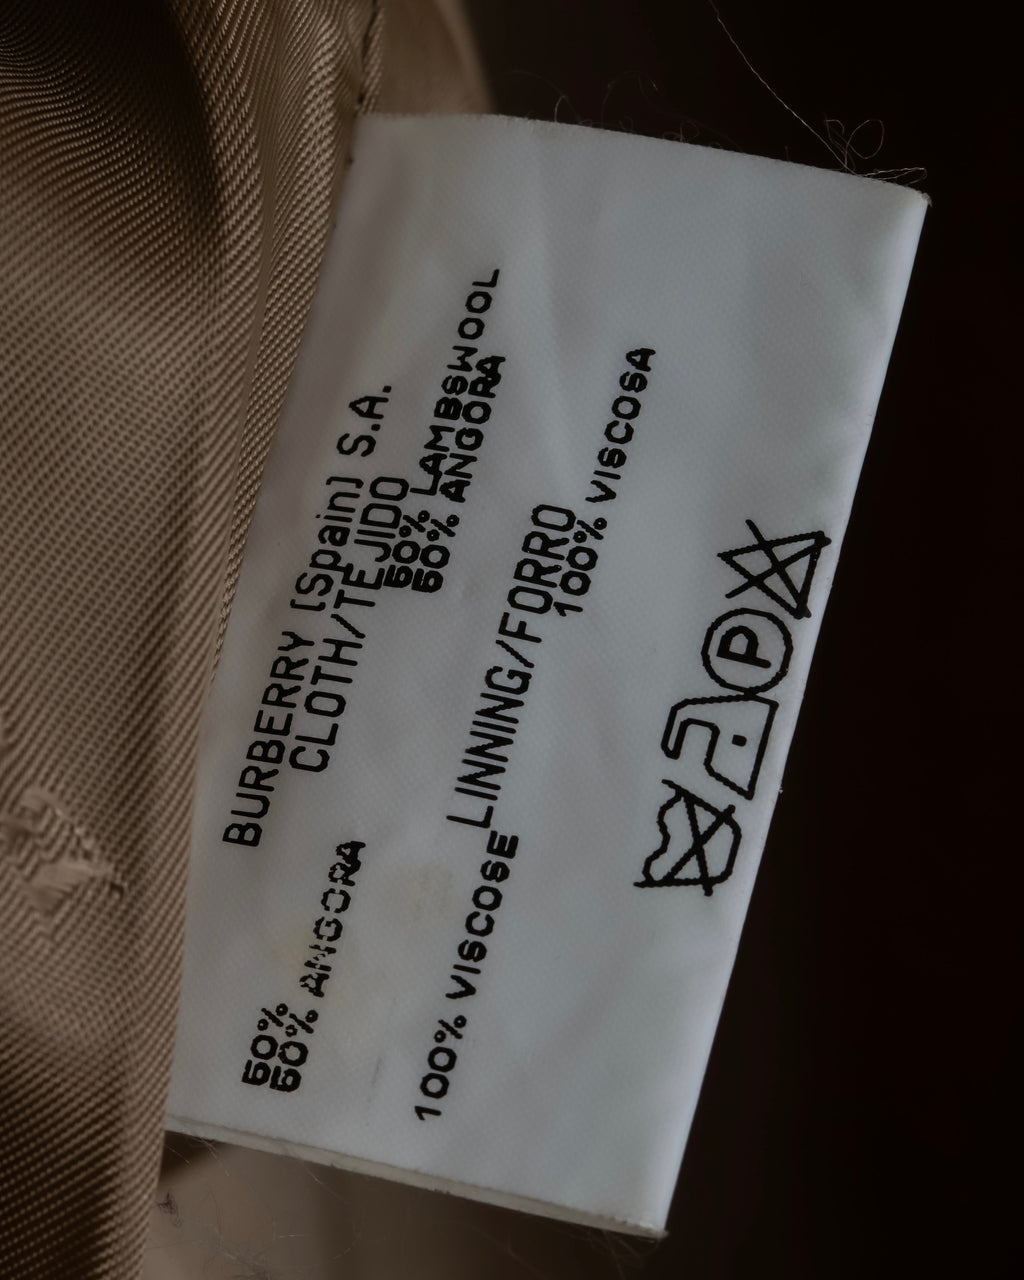 BURBERRY (Spain) S.A.
CLOTH/TEJIDO
50%
50% LAMBSWOOL
50% ANGORA
50% ANGORA
LINNING/FORRO
100% VISCOSE
100% VISCOSA
P